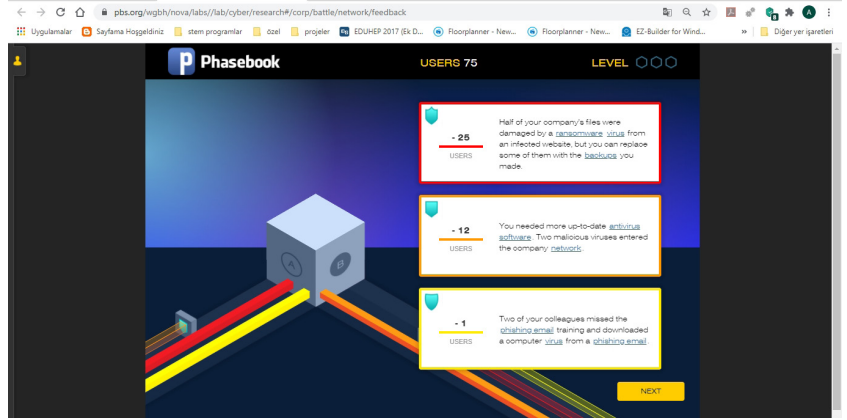 pbs.org/wgbh/nova/labs//lab/cyber/research#/corp/battle/network/feedback
A
Uygulamalar Sayfama Hoşgeldiniz stem programlar özel projeler EDUHEP 2017 (Ek D... Floorplanner - New... Floorplanner - New... EZ-Builder for Wind... » Diğer yer işaretleri
p Phasebook USERS 75 LEVEL
Half of your company's files were
damaged by a ransomware virus from
an infected website, but you can replace
some of them with the backups you
made.
- 25
USERS
You needed more up-to-date antivirus
software. Two malicious viruses entered
the company network.
- 12
USERS
Two of your colleagues missed the
phishing email training and downloaded
a computer virus from a phishing email.
- 1
USERS
A B
NEXT